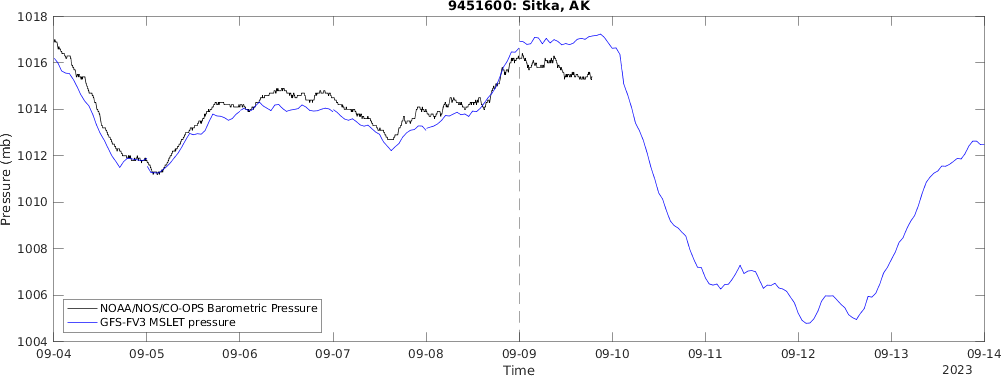 9451600: Sitka, AK
1018
1016
1014
1012
1010
1008
1006
1004
Pressure (mb)
NOAA/NOS/CO-OPS Barometric Pressure
GFS-FV3 MSLET pressure
09-04 09-05 09-06 09-07 09-08 09-09 09-10 09-11 09-12 09-13 09-14
Time
2023